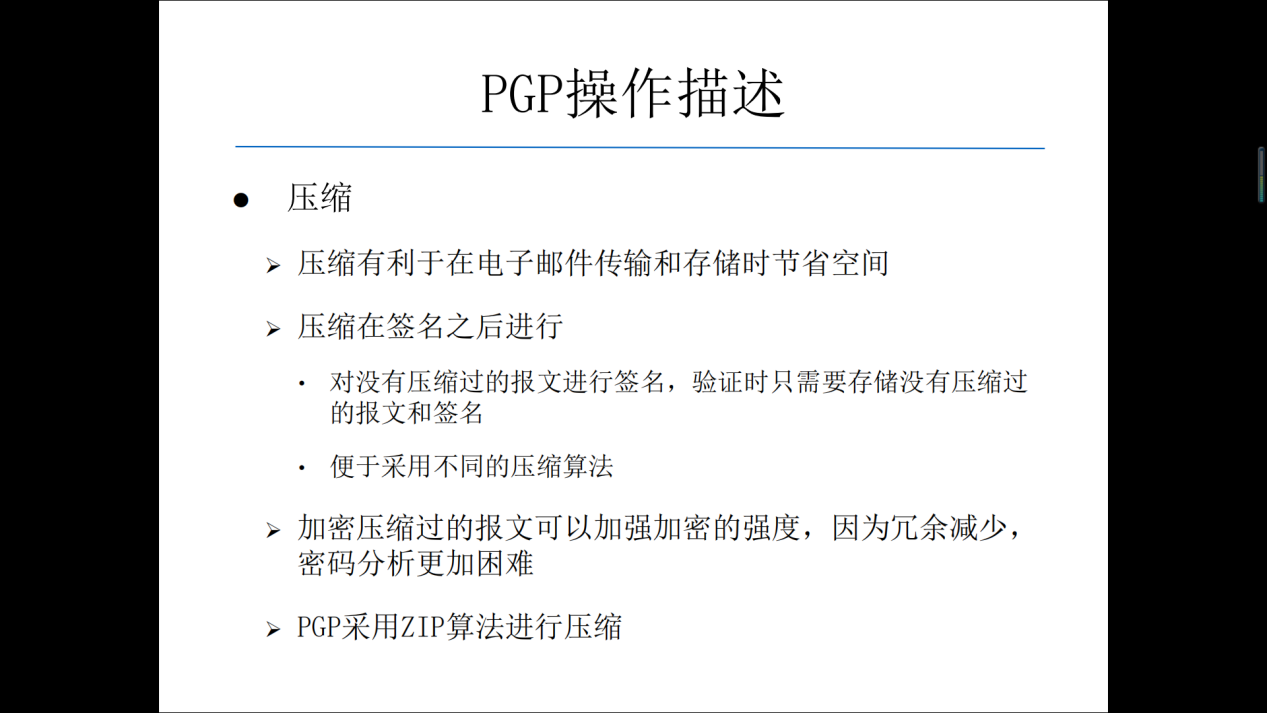 PGP操作描述
● 压缩
➢ 压缩有利于在电子邮件传输和存储时节省空间
➢ 压缩在签名之后进行
• 对没有压缩过的报文进行签名，验证时只需要存储没有压缩过
的报文和签名
• 便于采用不同的压缩算法
➢ 加密压缩过的报文可以加强加密的强度，因为冗余减少，
密码分析更加困难
➢ PGP采用ZIP算法进行压缩